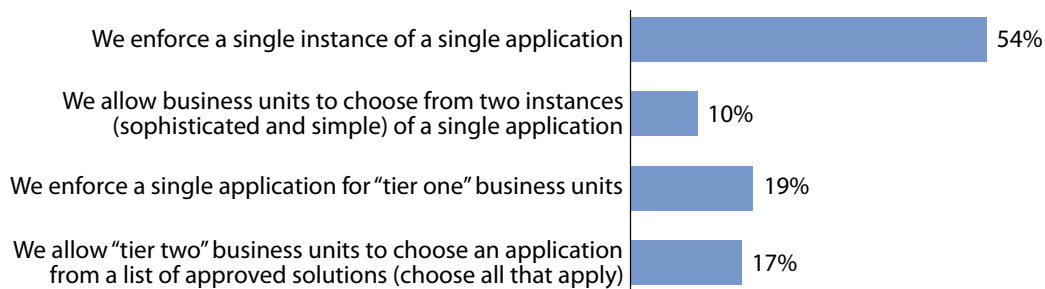 We enforce a single instance of a single application 54%
We allow business units to choose from two instances
(sophisticated and simple) of a single application 10%
We enforce a single application for “tier one” business units 19%
We allow “tier two” business units to choose an application
from a list of approved solutions (choose all that apply) 17%